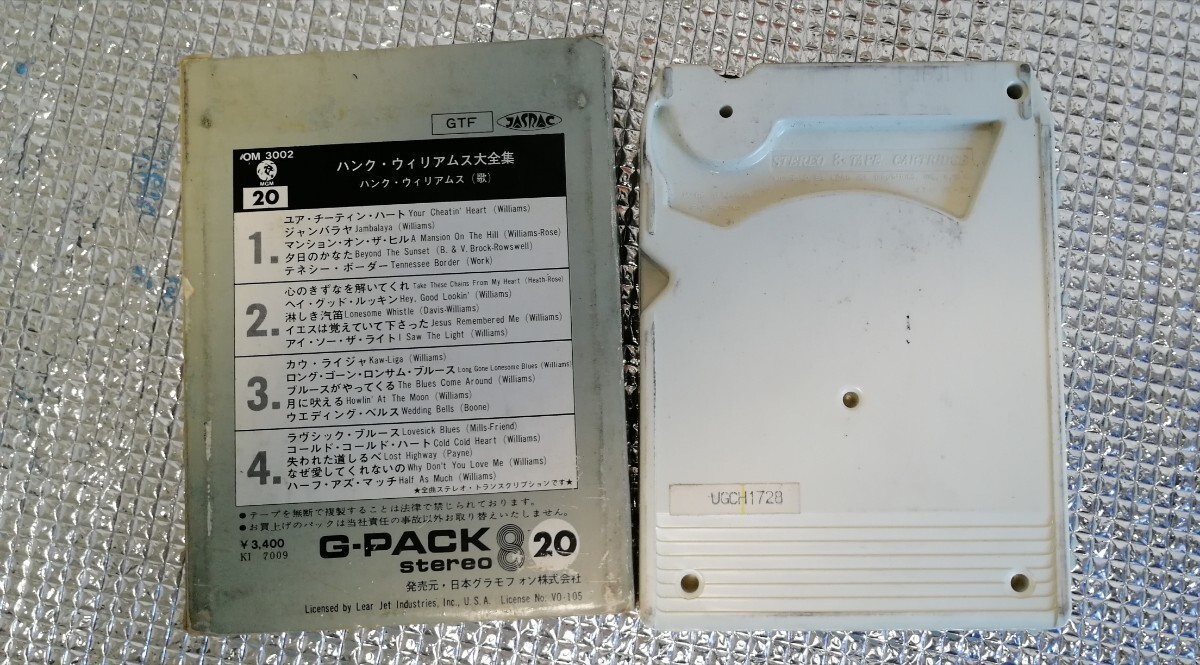 GTF JASRAC
AOM 3002
MGM
20
ハンク・ウィリアムス大全集
ハンク・ウィリアムス (歌)
1.
ユア・チーティン・ハート Your Cheatin' Heart (Williams)
ジャンバラヤ Jambalaya (Williams)
マンション・オン・ザ・ヒル A Mansion On The Hill (Williams-Rose)
夕日のかなた Beyond The Sunset (B. & V. Brock-Rowswell)
テネシー・ボーダー Tennessee Border (Work)
2.
心のきずなを解いてくれ Take These Chains From My Heart (Heath-Rose)
ヘイ・グッド・ルッキン Hey, Good Lookin' (Williams)
淋しき汽笛 Lonesome Whistle (Davis-Williams)
イエスは覚えていて下さった Jesus Remembered Me (Williams)
アイ・ソー・ザ・ライト I Saw The Light (Williams)
3.
カウ・ライジャ Kaw-Liga (Williams)
ロング・ゴーン・ロンサム・ブルース Long Gone Lonesome Blues (Williams)
ブルースがやってくる The Blues Come Around (Williams)
月に吠える Howlin' At The Moon (Williams)
ウエディング・ベルス Wedding Bells (Boone)
4.
ラヴシック・ブルース Lovesick Blues (Mills-Friend)
コールド・コールド・ハート Cold Cold Heart (Williams)
失われた道しるべ Lost Highway (Payne)
なぜ愛してくれないの Why Don't You Love Me (Williams)
ハーフ・アズ・マッチ Half As Much (Williams)
★全曲ステレオ・トランスクリプションです★
●テープを無断で複製することは法律で禁じられております。
●お買上げのパックは当社責任の事故以外お取り替えいたしません。
¥3,400
KI 7009
G-PACK 8 20
stereo
発売元・日本グラモフォン株式会社
Licensed by Lear Jet Industries, Inc., U.S.A. License No. VO-105
STEREO 8 TAPE CARTRIDGE
UGCH1728